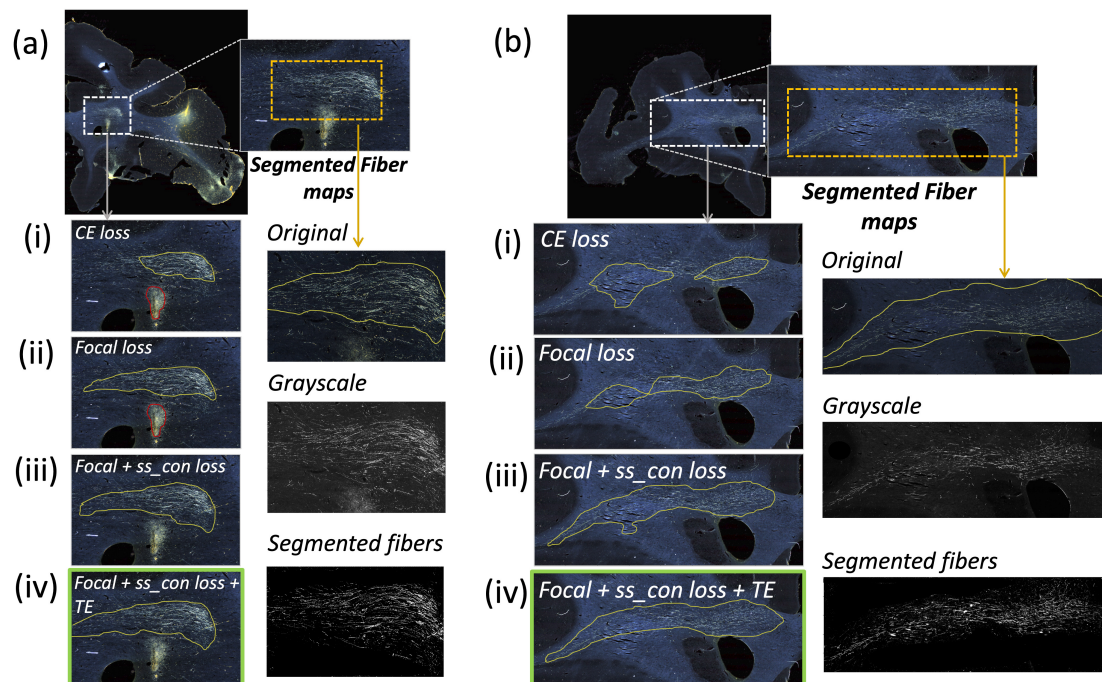 (a)
Segmented Fiber
maps
(i)
CE loss
Original
(ii)
Focal loss
Grayscale
(iii)
Focal + ss_con loss
Segmented fibers
(iv)
Focal + ss_con loss +
TE
(b)
Segmented Fiber
maps
(i)
CE loss
Original
(ii)
Focal loss
Grayscale
(iii)
Focal + ss_con loss
Segmented fibers
(iv)
Focal + ss_con loss + TE